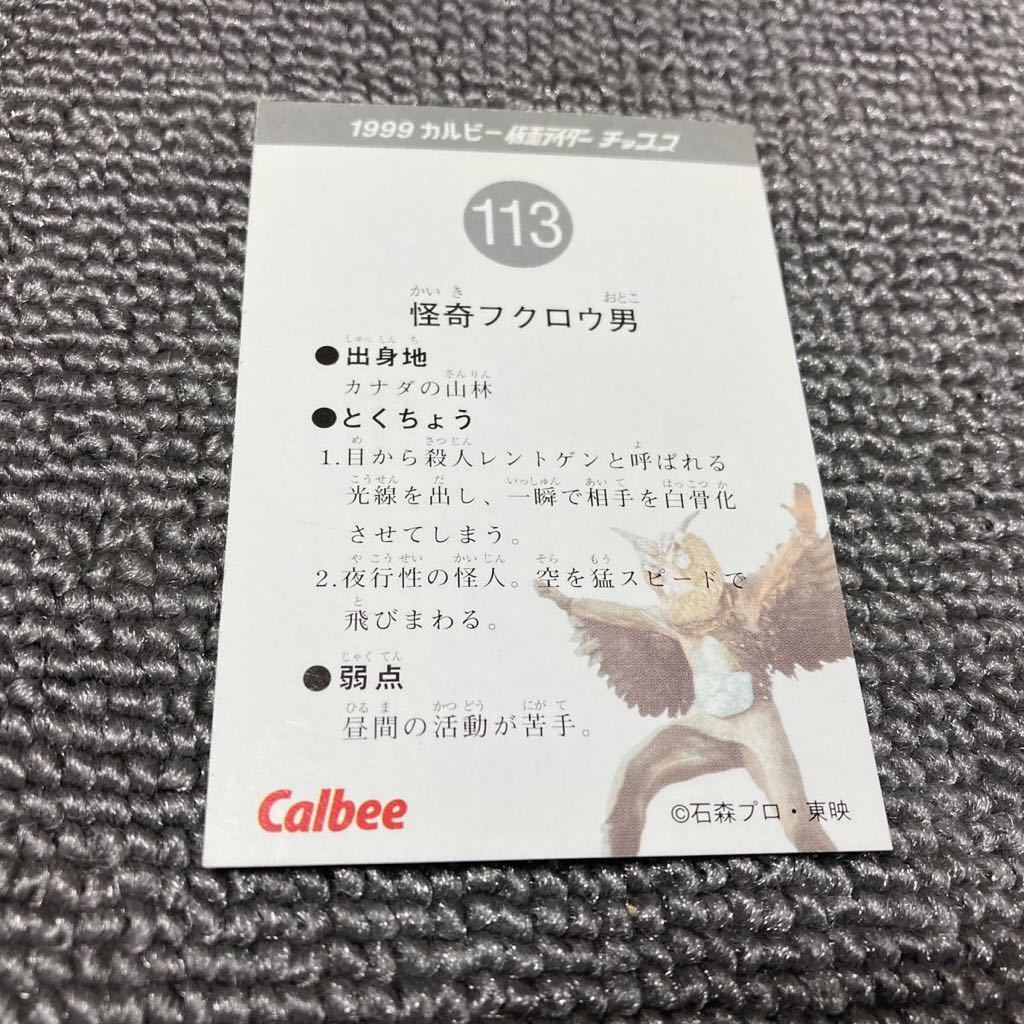 1999 カルビー 仮面ライダー チップス
113
かいき おとこ
怪奇フクロウ男
しゅっしん ち
●出身地
さんりん
カナダの山林
●とくちょう
め さつじん よ
1.目から殺人レントゲンと呼ばれる
こうせん だ いっしゅん あいて はっこつ か
光線を出し、一瞬で相手を白骨化
させてしまう。
やこうせい かいじん そら もう
2.夜行性の怪人。空を猛スピードで
と
飛びまわる。
じゃくてん
●弱点
ひるま かつどう にがて
昼間の活動が苦手。
Calbee
©石森プロ・東映